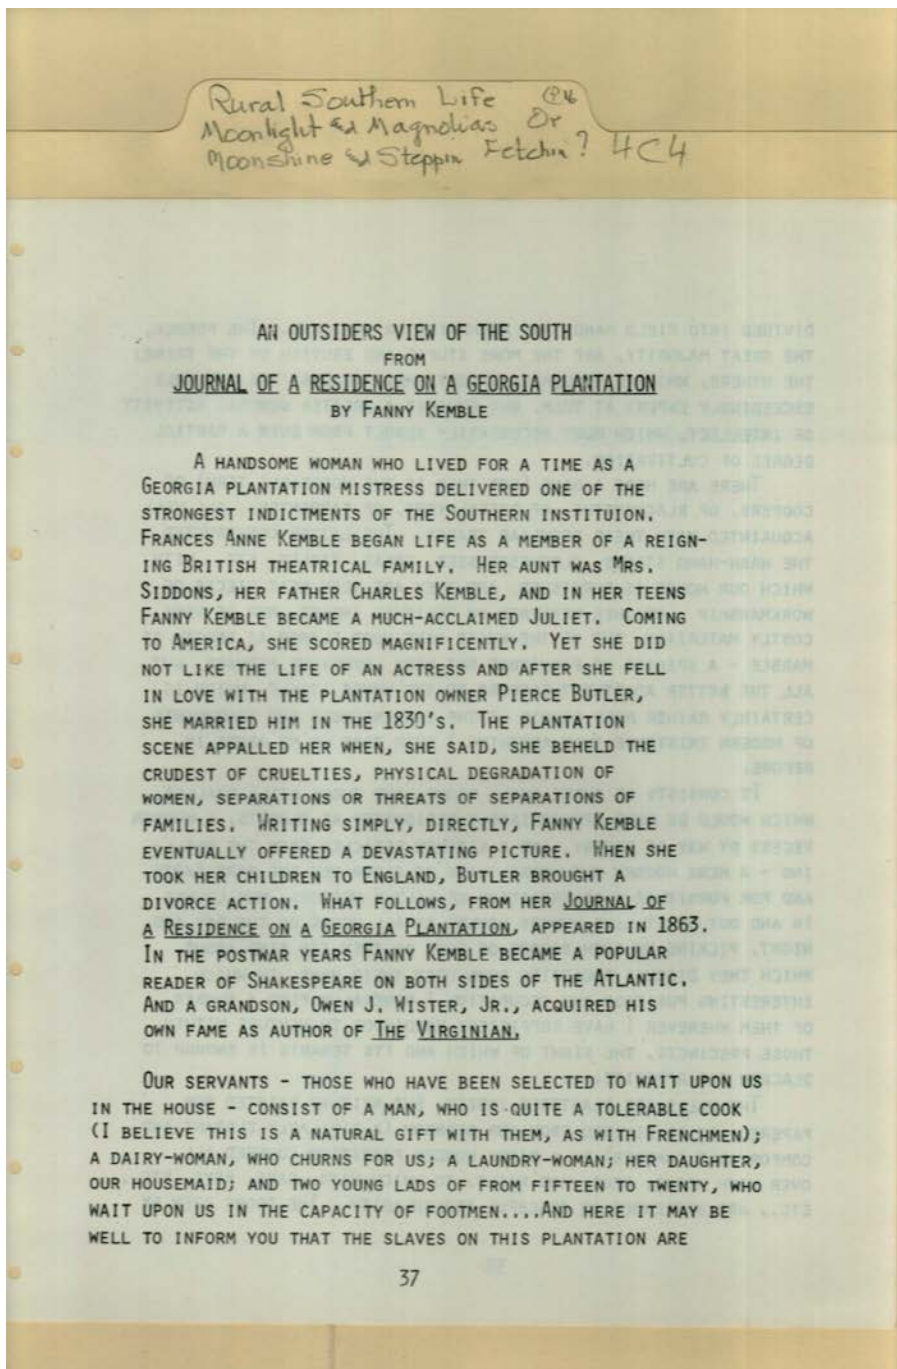 Rural Southern Life
Moonlight & Magnolias Or
Moonshine & Steppin Fetchin? 4C4
AN OUTSIDERS VIEW OF THE SOUTH
FROM
JOURNAL OF A RESIDENCE ON A GEORGIA PLANTATION
BY FANNY KEMBLE
A HANDSOME WOMAN WHO LIVED FOR A TIME AS A
GEORGIA PLANTATION MISTRESS DELIVERED ONE OF THE
STRONGEST INDICTMENTS OF THE SOUTHERN INSTITUION.
FRANCES ANNE KEMBLE BEGAN LIFE AS A MEMBER OF A REIGN-
ING BRITISH THEATRICAL FAMILY. HER AUNT WAS MRS.
SIDDONS, HER FATHER CHARLES KEMBLE, AND IN HER TEENS
FANNY KEMBLE BECAME A MUCH-ACCLAIMED JULIET. COMING
TO AMERICA, SHE SCORED MAGNIFICENTLY. YET SHE DID
NOT LIKE THE LIFE OF AN ACTRESS AND AFTER SHE FELL
IN LOVE WITH THE PLANTATION OWNER PIERCE BUTLER,
SHE MARRIED HIM IN THE 1830'S. THE PLANTATION
SCENE APPALLED HER WHEN, SHE SAID, SHE BEHELD THE
CRUDEST OF CRUELTIES, PHYSICAL DEGRADATION OF
WOMEN, SEPARATIONS OR THREATS OF SEPARATIONS OF
FAMILIES. WRITING SIMPLY, DIRECTLY, FANNY KEMBLE
EVENTUALLY OFFERED A DEVASTATING PICTURE. WHEN SHE
TOOK HER CHILDREN TO ENGLAND, BUTLER BROUGHT A
DIVORCE ACTION. WHAT FOLLOWS, FROM HER JOURNAL OF
A RESIDENCE ON A GEORGIA PLANTATION, APPEARED IN 1863.
IN THE POSTWAR YEARS FANNY KEMBLE BECAME A POPULAR
READER OF SHAKESPEARE ON BOTH SIDES OF THE ATLANTIC.
AND A GRANDSON, OWEN J. WISTER, JR., ACQUIRED HIS
OWN FAME AS AUTHOR OF THE VIRGINIAN.
OUR SERVANTS - THOSE WHO HAVE BEEN SELECTED TO WAIT UPON US
IN THE HOUSE - CONSIST OF A MAN, WHO IS QUITE A TOLERABLE COOK
(I BELIEVE THIS IS A NATURAL GIFT WITH THEM, AS WITH FRENCHMEN);
A DAIRY-WOMAN, WHO CHURNS FOR US; A LAUNDRY-WOMAN; HER DAUGHTER,
OUR HOUSEMAID; AND TWO YOUNG LADS OF FROM FIFTEEN TO TWENTY, WHO
WAIT UPON US IN THE CAPACITY OF FOOTMEN....AND HERE IT MAY BE
WELL TO INFORM YOU THAT THE SLAVES ON THIS PLANTATION ARE
37